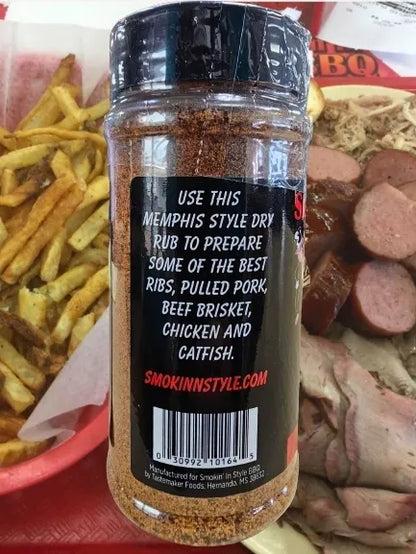 BBQ
USE THIS
MEMPHIS STYLE DRY
RUB TO PREPARE
SOME OF THE BEST
RIBS, PULLED PORK,
BEEF BRISKET,
CHICKEN AND
CATFISH.
SMOKINNSTYLE.COM
0 30992 10164 5
Manufactured for Smokin' In Style BBQ
by Tastemaker Foods, Hernando, MS 38632